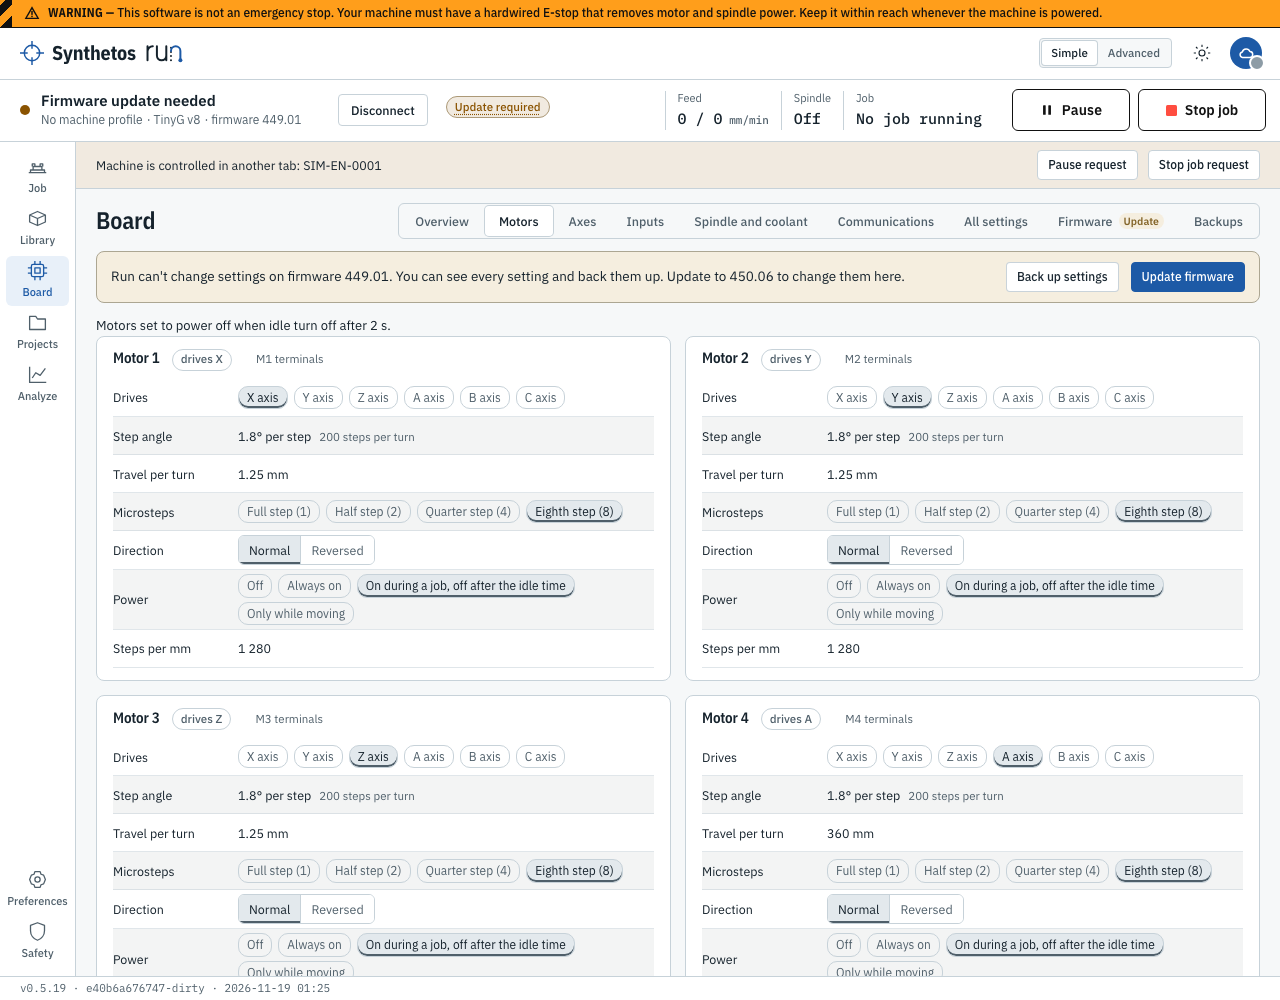 WARNING — This software is not an emergency stop. Your machine must have a hardwired E-stop that removes motor and spindle power. Keep it within reach whenever the machine is powered.
Synthetos run
Simple Advanced
Firmware update needed
No machine profile · TinyG v8 · firmware 449.01
Disconnect
Update required
Feed
0 / 0 mm/min
Spindle
Off
Job
No job running
Pause
Stop job
Machine is controlled in another tab: SIM-EN-0001
Pause request
Stop job request
Job
Library
Board
Projects
Analyze
Preferences
Safety
Board
Overview Motors Axes Inputs Spindle and coolant Communications All settings Firmware Update Backups
Run can't change settings on firmware 449.01. You can see every setting and back them up. Update to 450.06 to change them here.
Back up settings
Update firmware
Motors set to power off when idle turn off after 2 s.
Motor 1 drives X M1 terminals
Drives X axis Y axis Z axis A axis B axis C axis
Step angle 1.8° per step 200 steps per turn
Travel per turn 1.25 mm
Microsteps Full step (1) Half step (2) Quarter step (4) Eighth step (8)
Direction Normal Reversed
Power Off Always on On during a job, off after the idle time
Only while moving
Steps per mm 1 280
Motor 2 drives Y M2 terminals
Drives X axis Y axis Z axis A axis B axis C axis
Step angle 1.8° per step 200 steps per turn
Travel per turn 1.25 mm
Microsteps Full step (1) Half step (2) Quarter step (4) Eighth step (8)
Direction Normal Reversed
Power Off Always on On during a job, off after the idle time
Only while moving
Steps per mm 1 280
Motor 3 drives Z M3 terminals
Drives X axis Y axis Z axis A axis B axis C axis
Step angle 1.8° per step 200 steps per turn
Travel per turn 1.25 mm
Microsteps Full step (1) Half step (2) Quarter step (4) Eighth step (8)
Direction Normal Reversed
Power Off Always on On during a job, off after the idle time
Only while moving
Motor 4 drives A M4 terminals
Drives X axis Y axis Z axis A axis B axis C axis
Step angle 1.8° per step 200 steps per turn
Travel per turn 360 mm
Microsteps Full step (1) Half step (2) Quarter step (4) Eighth step (8)
Direction Normal Reversed
Power Off Always on On during a job, off after the idle time
Only while moving
v0.5.19 · e40b6a676747-dirty · 2026-11-19 01:25